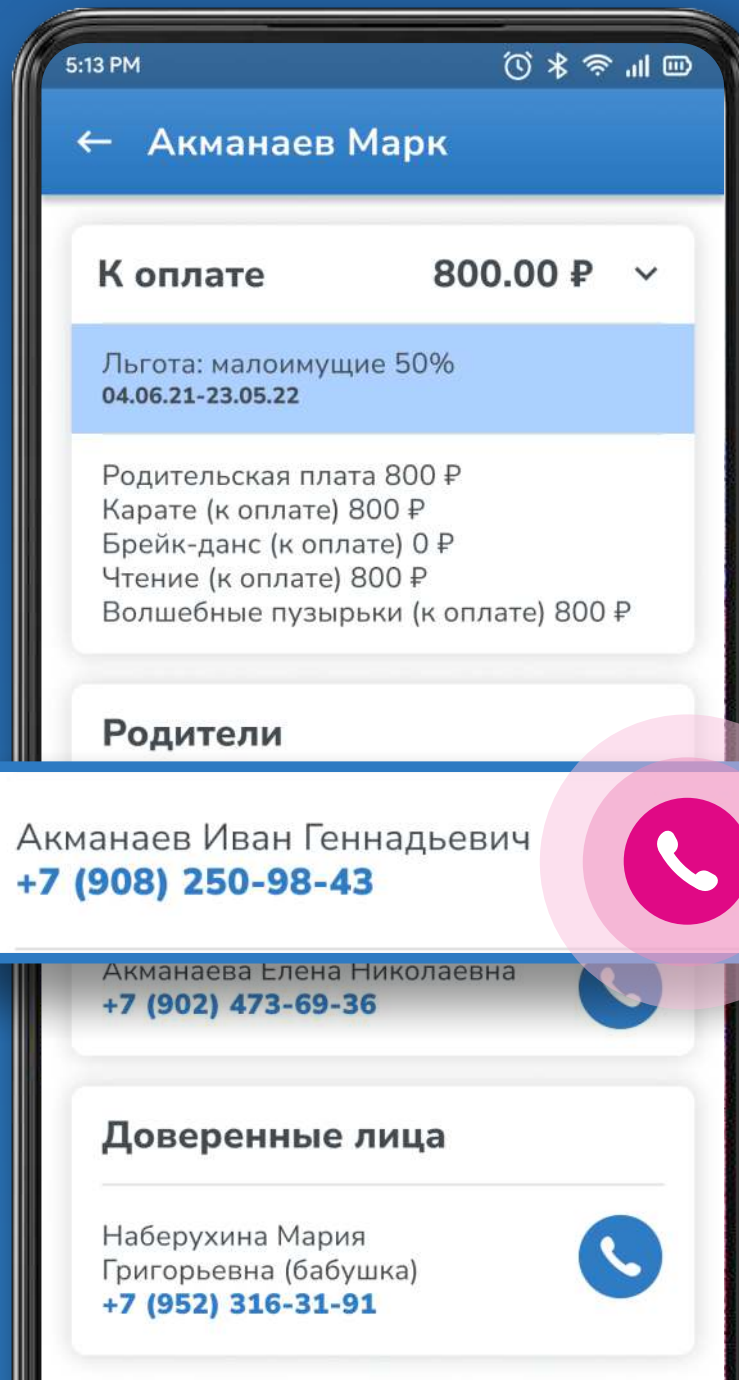 5:13 PM
← Акманаев Марк
К оплате 800.00 ₽
Льгота: малоимущие 50%
04.06.21-23.05.22
Родительская плата 800 ₽
Карате (к оплате) 800 ₽
Брейк-данс (к оплате) 0 ₽
Чтение (к оплате) 800 ₽
Волшебные пузырьки (к оплате) 800 ₽
Родители
Акманаев Иван Геннадьевич
+7 (908) 250-98-43
Акманаева Елена Николаевна
+7 (902) 473-69-36
Доверенные лица
Наберухина Мария
Григорьевна (бабушка)
+7 (952) 316-31-91